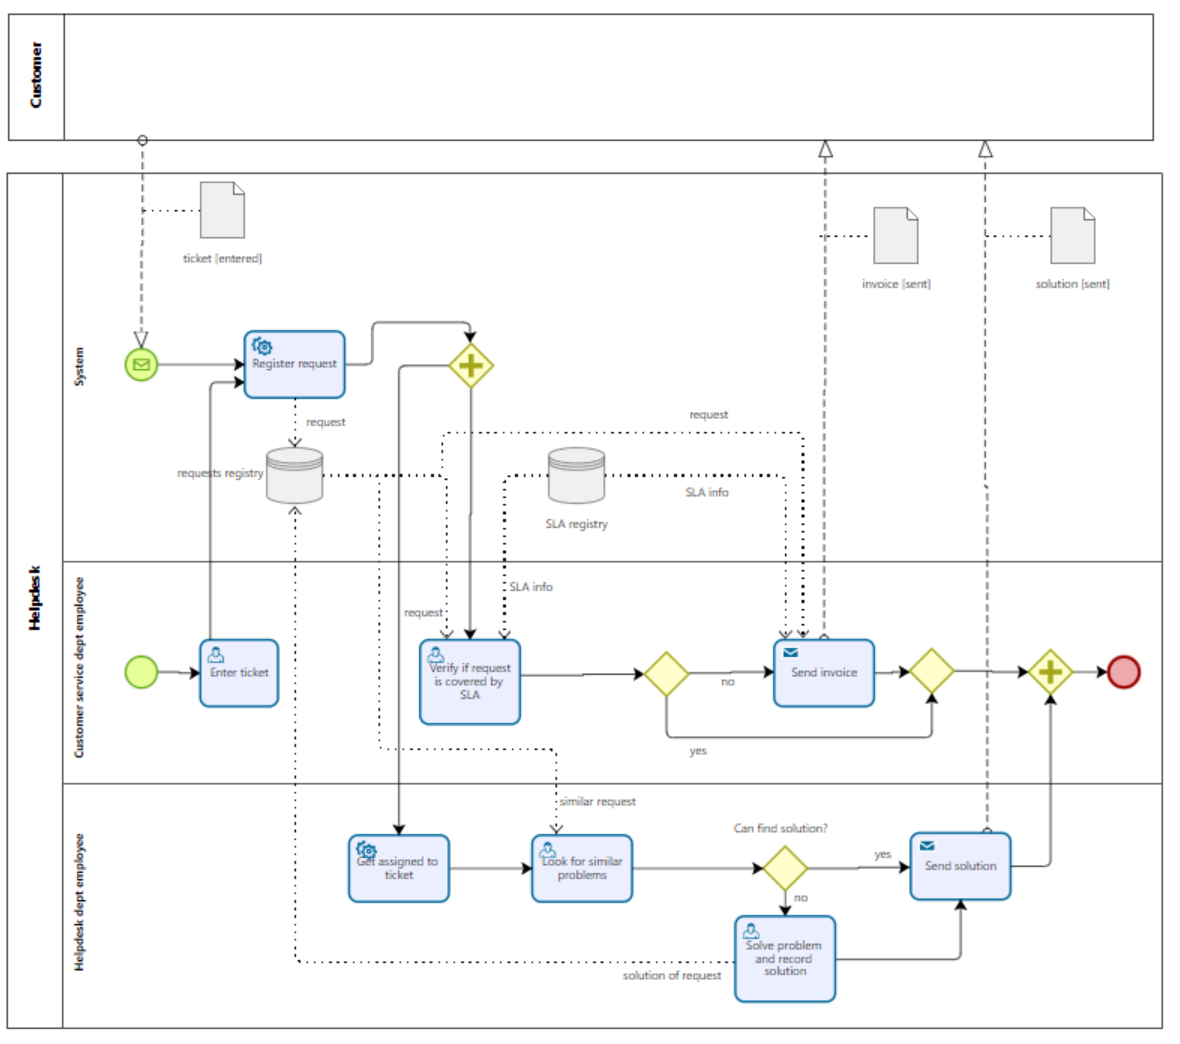 Customer
Helpdesk
System
ticket [entered]
invoice [sent]
solution [sent]
Register request
request
request
requests registry
SLA info
SLA registry
Customer service dept employee
SLA info
request
Enter ticket
Verify if request
is covered by
SLA
no
Send invoice
yes
Helpdesk dept employee
similar request
Can find solution?
Get assigned to
ticket
Look for similar
problems
yes
Send solution
no
Solve problem
and record
solution
solution of request